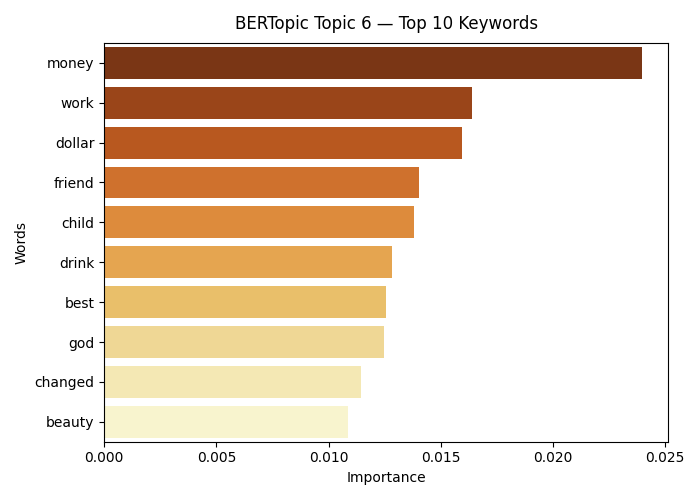 BERTopic Topic 6 — Top 10 Keywords
money
work
dollar
friend
child
drink
best
god
changed
beauty
Words
0.000 0.005 0.010 0.015 0.020 0.025
Importance